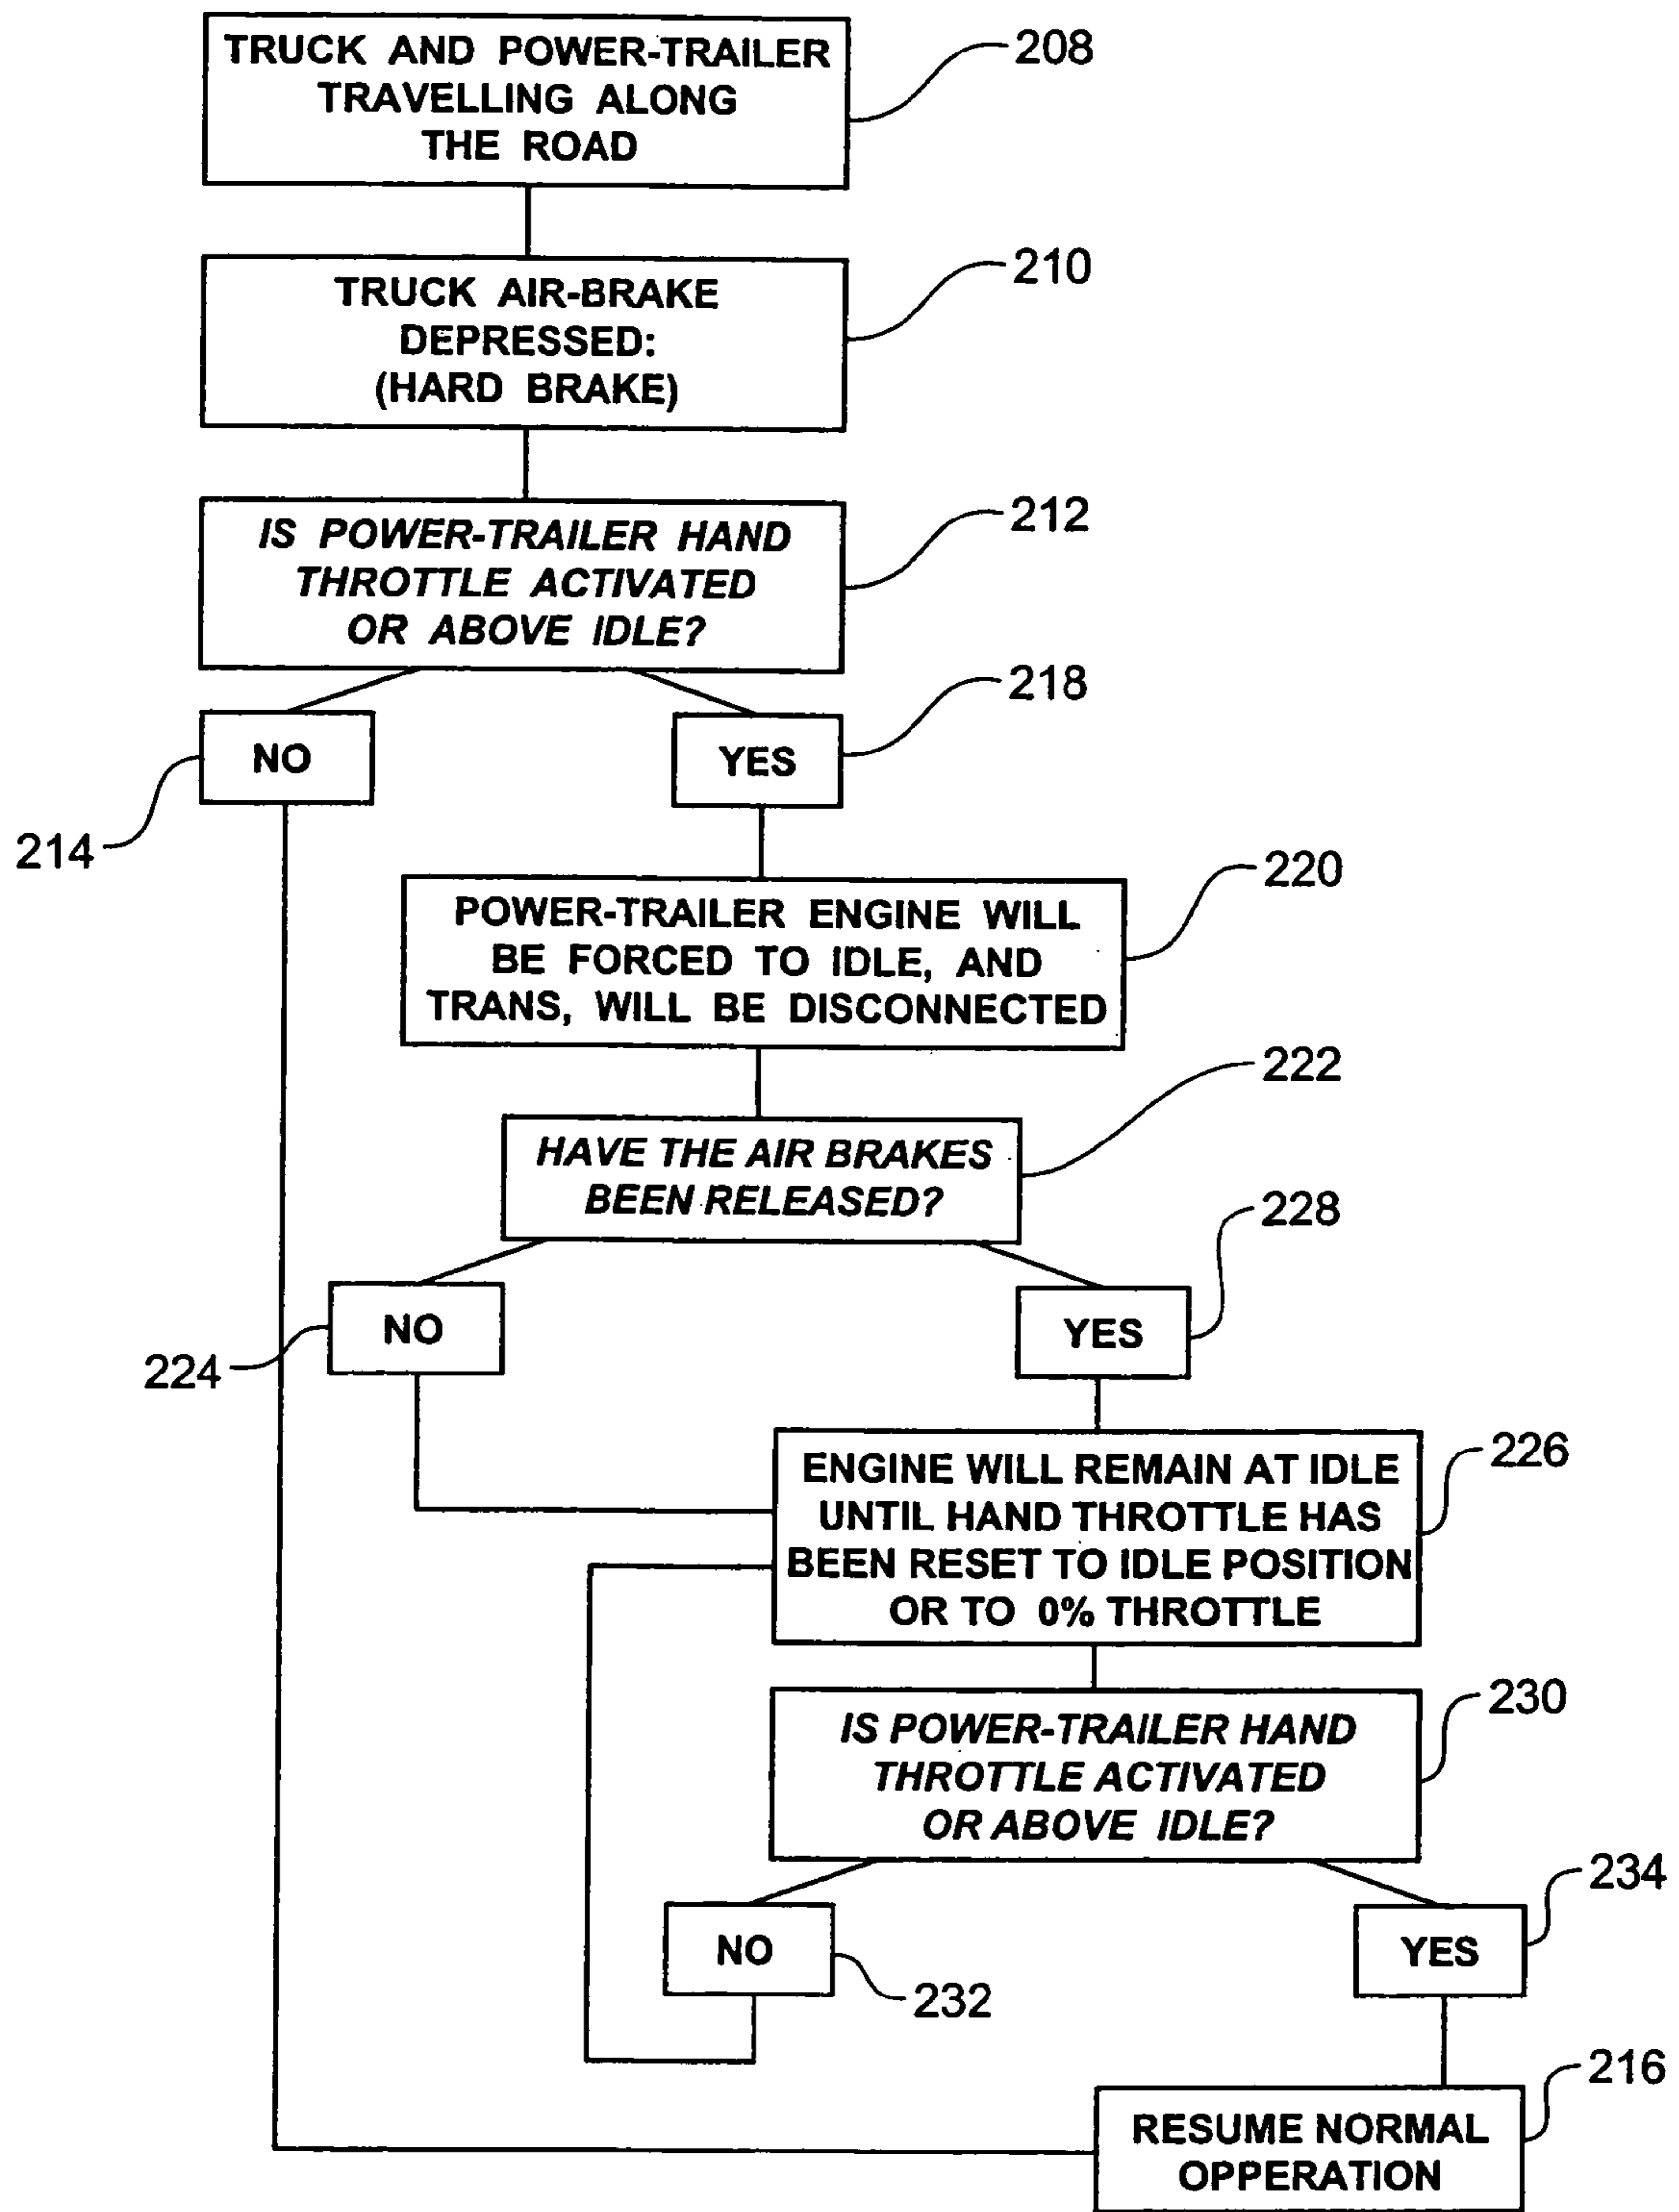 TRUCK AND POWER-TRAILER
TRAVELLING ALONG
THE ROAD
208
TRUCK AIR-BRAKE
DEPRESSED:
(HARD BRAKE)
210
IS POWER-TRAILER HAND
THROTTLE ACTIVATED
OR ABOVE IDLE?
212
NO
214
YES
218
POWER-TRAILER ENGINE WILL
BE FORCED TO IDLE, AND
TRANS, WILL BE DISCONNECTED
220
HAVE THE AIR BRAKES
BEEN RELEASED?
222
NO
224
YES
228
ENGINE WILL REMAIN AT IDLE
UNTIL HAND THROTTLE HAS
BEEN RESET TO IDLE POSITION
OR TO 0% THROTTLE
226
IS POWER-TRAILER HAND
THROTTLE ACTIVATED
OR ABOVE IDLE?
230
NO
232
YES
234
RESUME NORMAL
OPPERATION
216